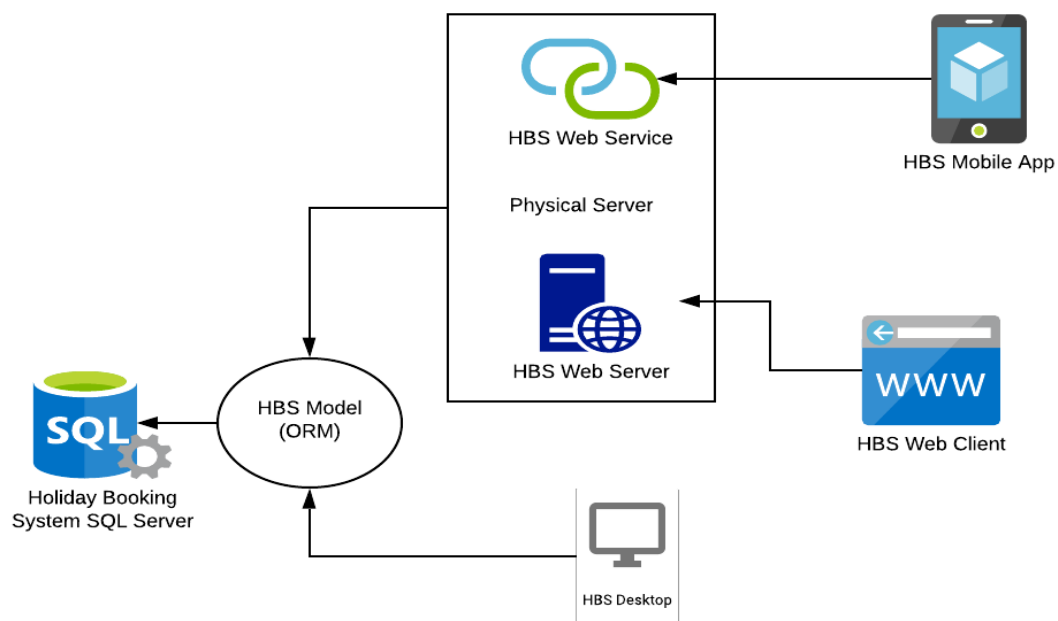 HBS Web Service
HBS Mobile App
Physical Server
HBS Web Server
WWW
HBS Web Client
HBS Model
(ORM)
SQL
Holiday Booking
System SQL Server
HBS Desktop